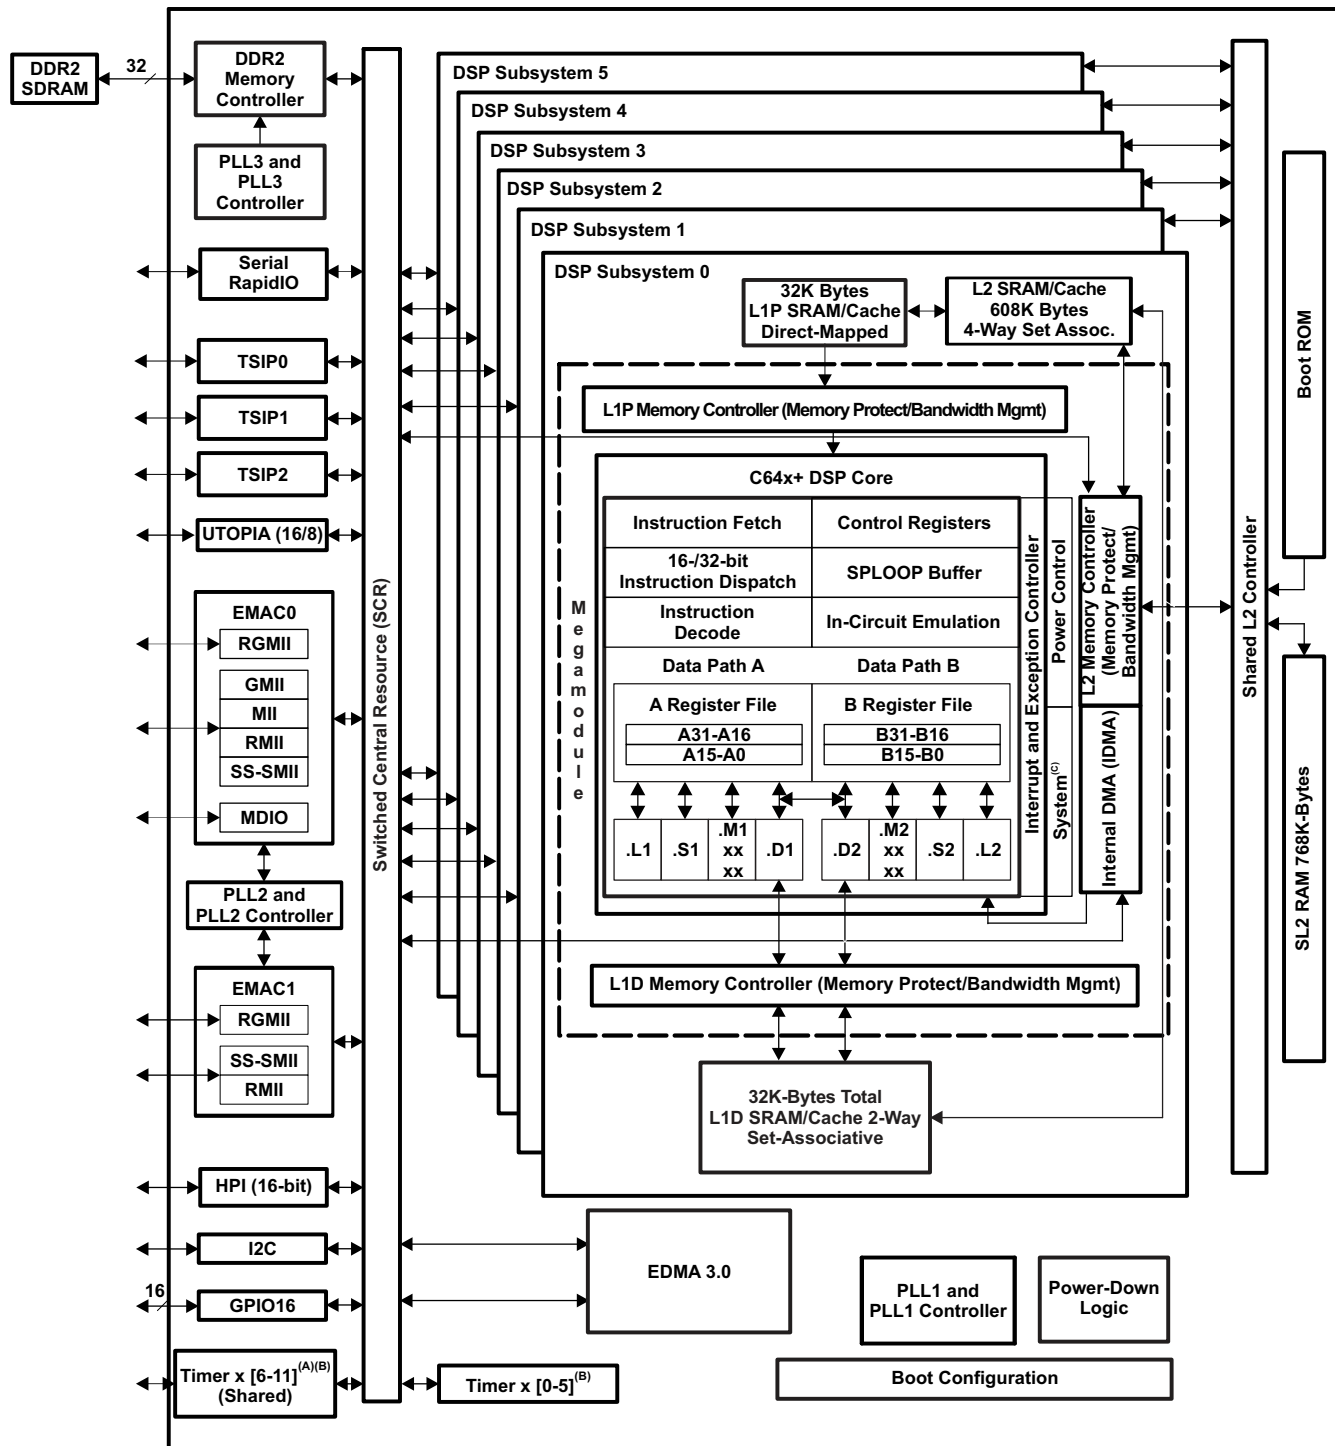 DDR2
SDRAM
32
DDR2
Memory
Controller
PLL3 and
PLL3
Controller
Serial
RapidIO
TSIP0
TSIP1
TSIP2
UTOPIA (16/8)
EMAC0
RGMII
GMII
MII
RMII
SS-SMII
MDIO
PLL2 and
PLL2 Controller
EMAC1
RGMII
SS-SMII
RMII
HPI (16-bit)
I2C
16
GPIO16
Timer x [6-11](A)(B)
(Shared)
Switched Central Resource (SCR)
DSP Subsystem 5
DSP Subsystem 4
DSP Subsystem 3
DSP Subsystem 2
DSP Subsystem 1
DSP Subsystem 0
32K Bytes
L1P SRAM/Cache
Direct-Mapped
L2 SRAM/Cache
608K Bytes
4-Way Set Assoc.
L1P Memory Controller (Memory Protect/Bandwidth Mgmt)
Megamodule
C64x+ DSP Core
Instruction Fetch
Control Registers
16-/32-bit
Instruction Dispatch
SPLOOP Buffer
Instruction
Decode
In-Circuit Emulation
Data Path A
Data Path B
A Register File
B Register File
A31-A16
A15-A0
B31-B16
B15-B0
.L1
.S1
.M1
xx
xx
.D1
.D2
.M2
xx
xx
.S2
.L2
Interrupt and Exception Controller
Power Control
System(C)
L2 Memory Controller
(Memory Protect/
Bandwidth Mgmt)
Internal DMA (IDMA)
L1D Memory Controller (Memory Protect/Bandwidth Mgmt)
32K-Bytes Total
L1D SRAM/Cache 2-Way
Set-Associative
Shared L2 Controller
Boot ROM
SL2 RAM 768K-Bytes
EDMA 3.0
PLL1 and
PLL1 Controller
Power-Down
Logic
Boot Configuration
Timer x [0-5](B)